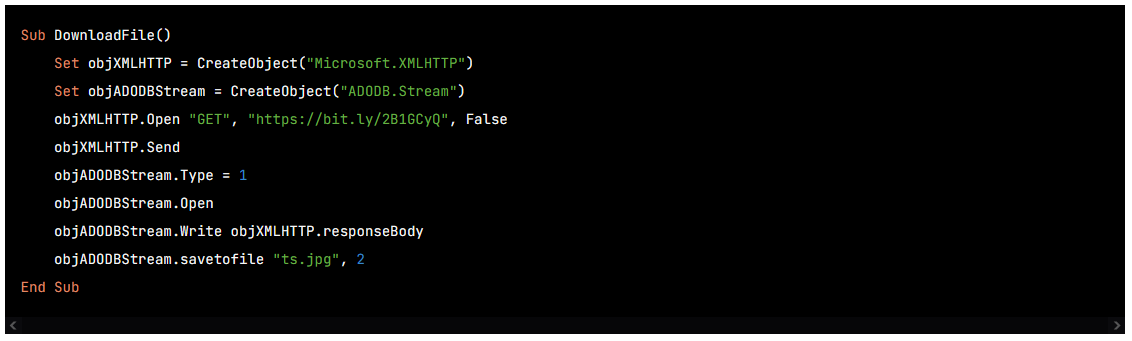 Sub DownloadFile()
    Set objXMLHTTP = CreateObject("Microsoft.XMLHTTP")
    Set objADODBStream = CreateObject("ADODB.Stream")
    objXMLHTTP.Open "GET", "https://bit.ly/2B1GCyQ", False
    objXMLHTTP.Send
    objADODBStream.Type = 1
    objADODBStream.Open
    objADODBStream.Write objXMLHTTP.responseBody
    objADODBStream.savetofile "ts.jpg", 2
End Sub